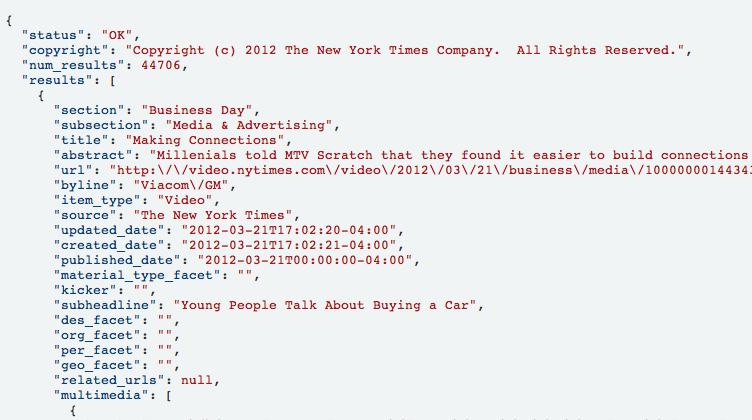 {
"status": "OK",
"copyright": "Copyright (c) 2012 The New York Times Company.  All Rights Reserved.",
"num_results": 44706,
"results": [
{
"section": "Business Day",
"subsection": "Media & Advertising",
"title": "Making Connections",
"abstract": "Millenials told MTV Scratch that they found it easier to build connections
"url": "http:\/\/video.nytimes.com\/video\/2012\/03\/21\/business\/media\/1000000014434
"byline": "Viacom\/GM",
"item_type": "Video",
"source": "The New York Times",
"updated_date": "2012-03-21T17:02:20-04:00",
"created_date": "2012-03-21T17:02:21-04:00",
"published_date": "2012-03-21T00:00:00-04:00",
"material_type_facet": "",
"kicker": "",
"subheadline": "Young People Talk About Buying a Car",
"des_facet": "",
"org_facet": "",
"per_facet": "",
"geo_facet": "",
"related_urls": null,
"multimedia": [
{